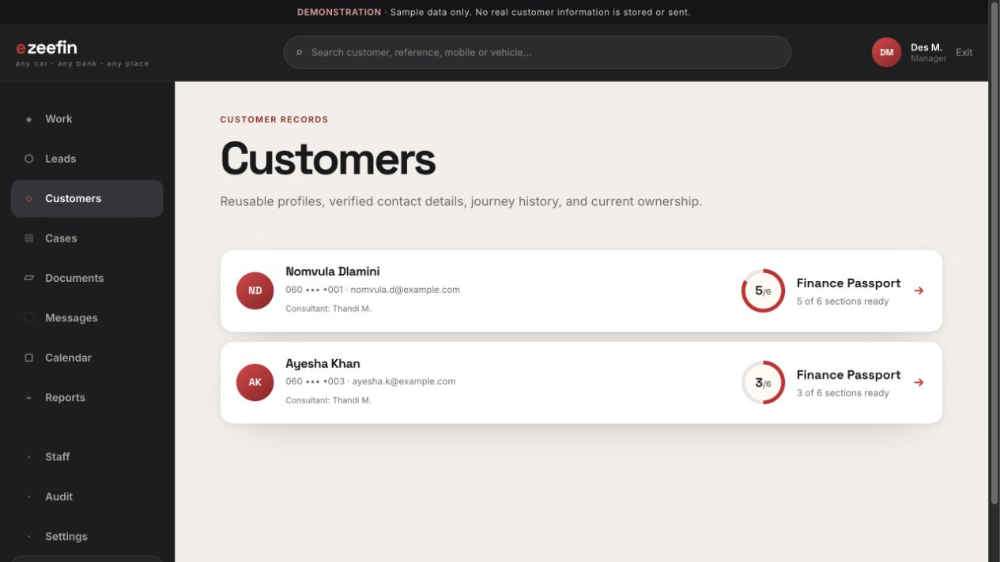 DEMONSTRATION · Sample data only. No real customer information is stored or sent.
ezeefin
any car · any bank · any place
Search customer, reference, mobile or vehicle...
DM
Des M.
Manager
Exit
Work
Leads
Customers
Cases
Documents
Messages
Calendar
Reports
Staff
Audit
Settings
CUSTOMER RECORDS
Customers
Reusable profiles, verified contact details, journey history, and current ownership.
ND
Nomvula Dlamini
060 ••• •001 · nomvula.d@example.com
Consultant: Thandi M.
5/6
Finance Passport
5 of 6 sections ready
→
AK
Ayesha Khan
060 ••• •003 · ayesha.k@example.com
Consultant: Thandi M.
3/6
Finance Passport
3 of 6 sections ready
→